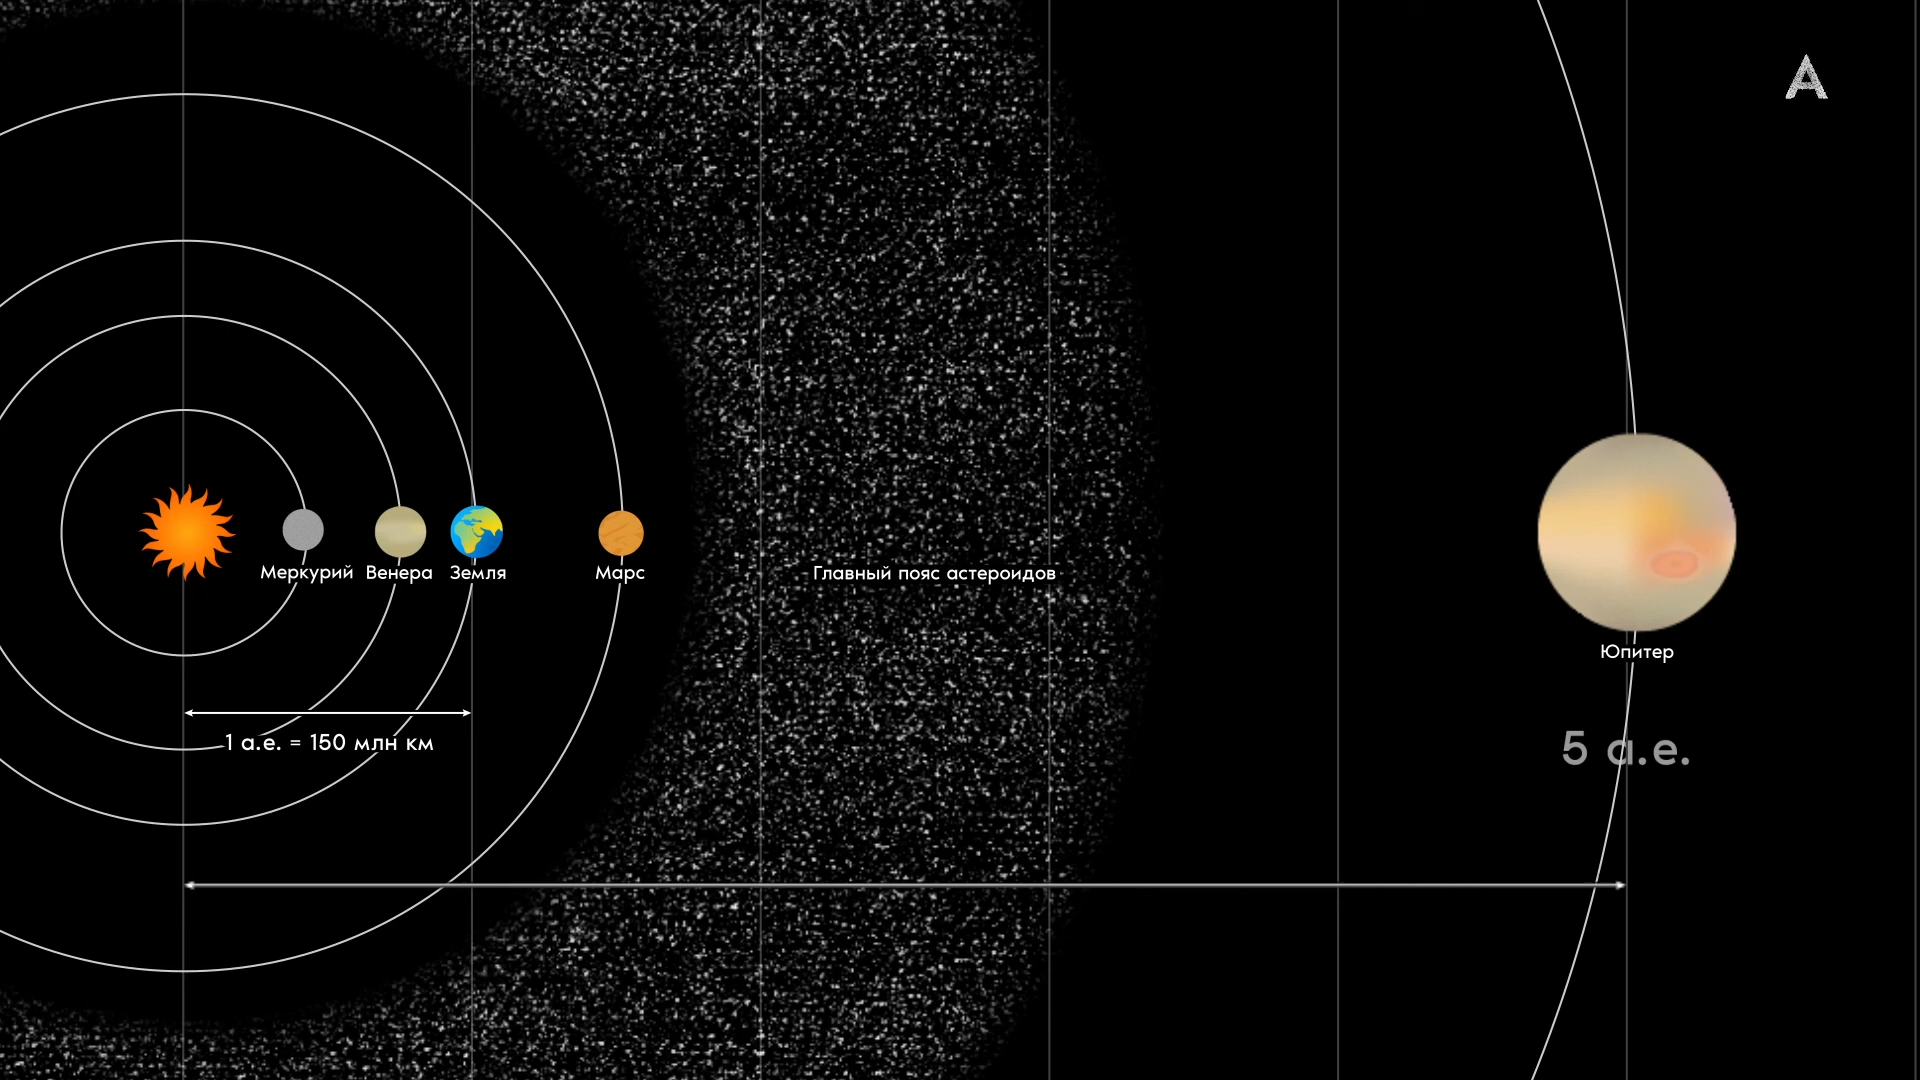 A
Меркурий
Венера
Земля
Марс
Главный пояс астероидов
Юпитер
1 а.е. = 150 млн км
5 а.е.